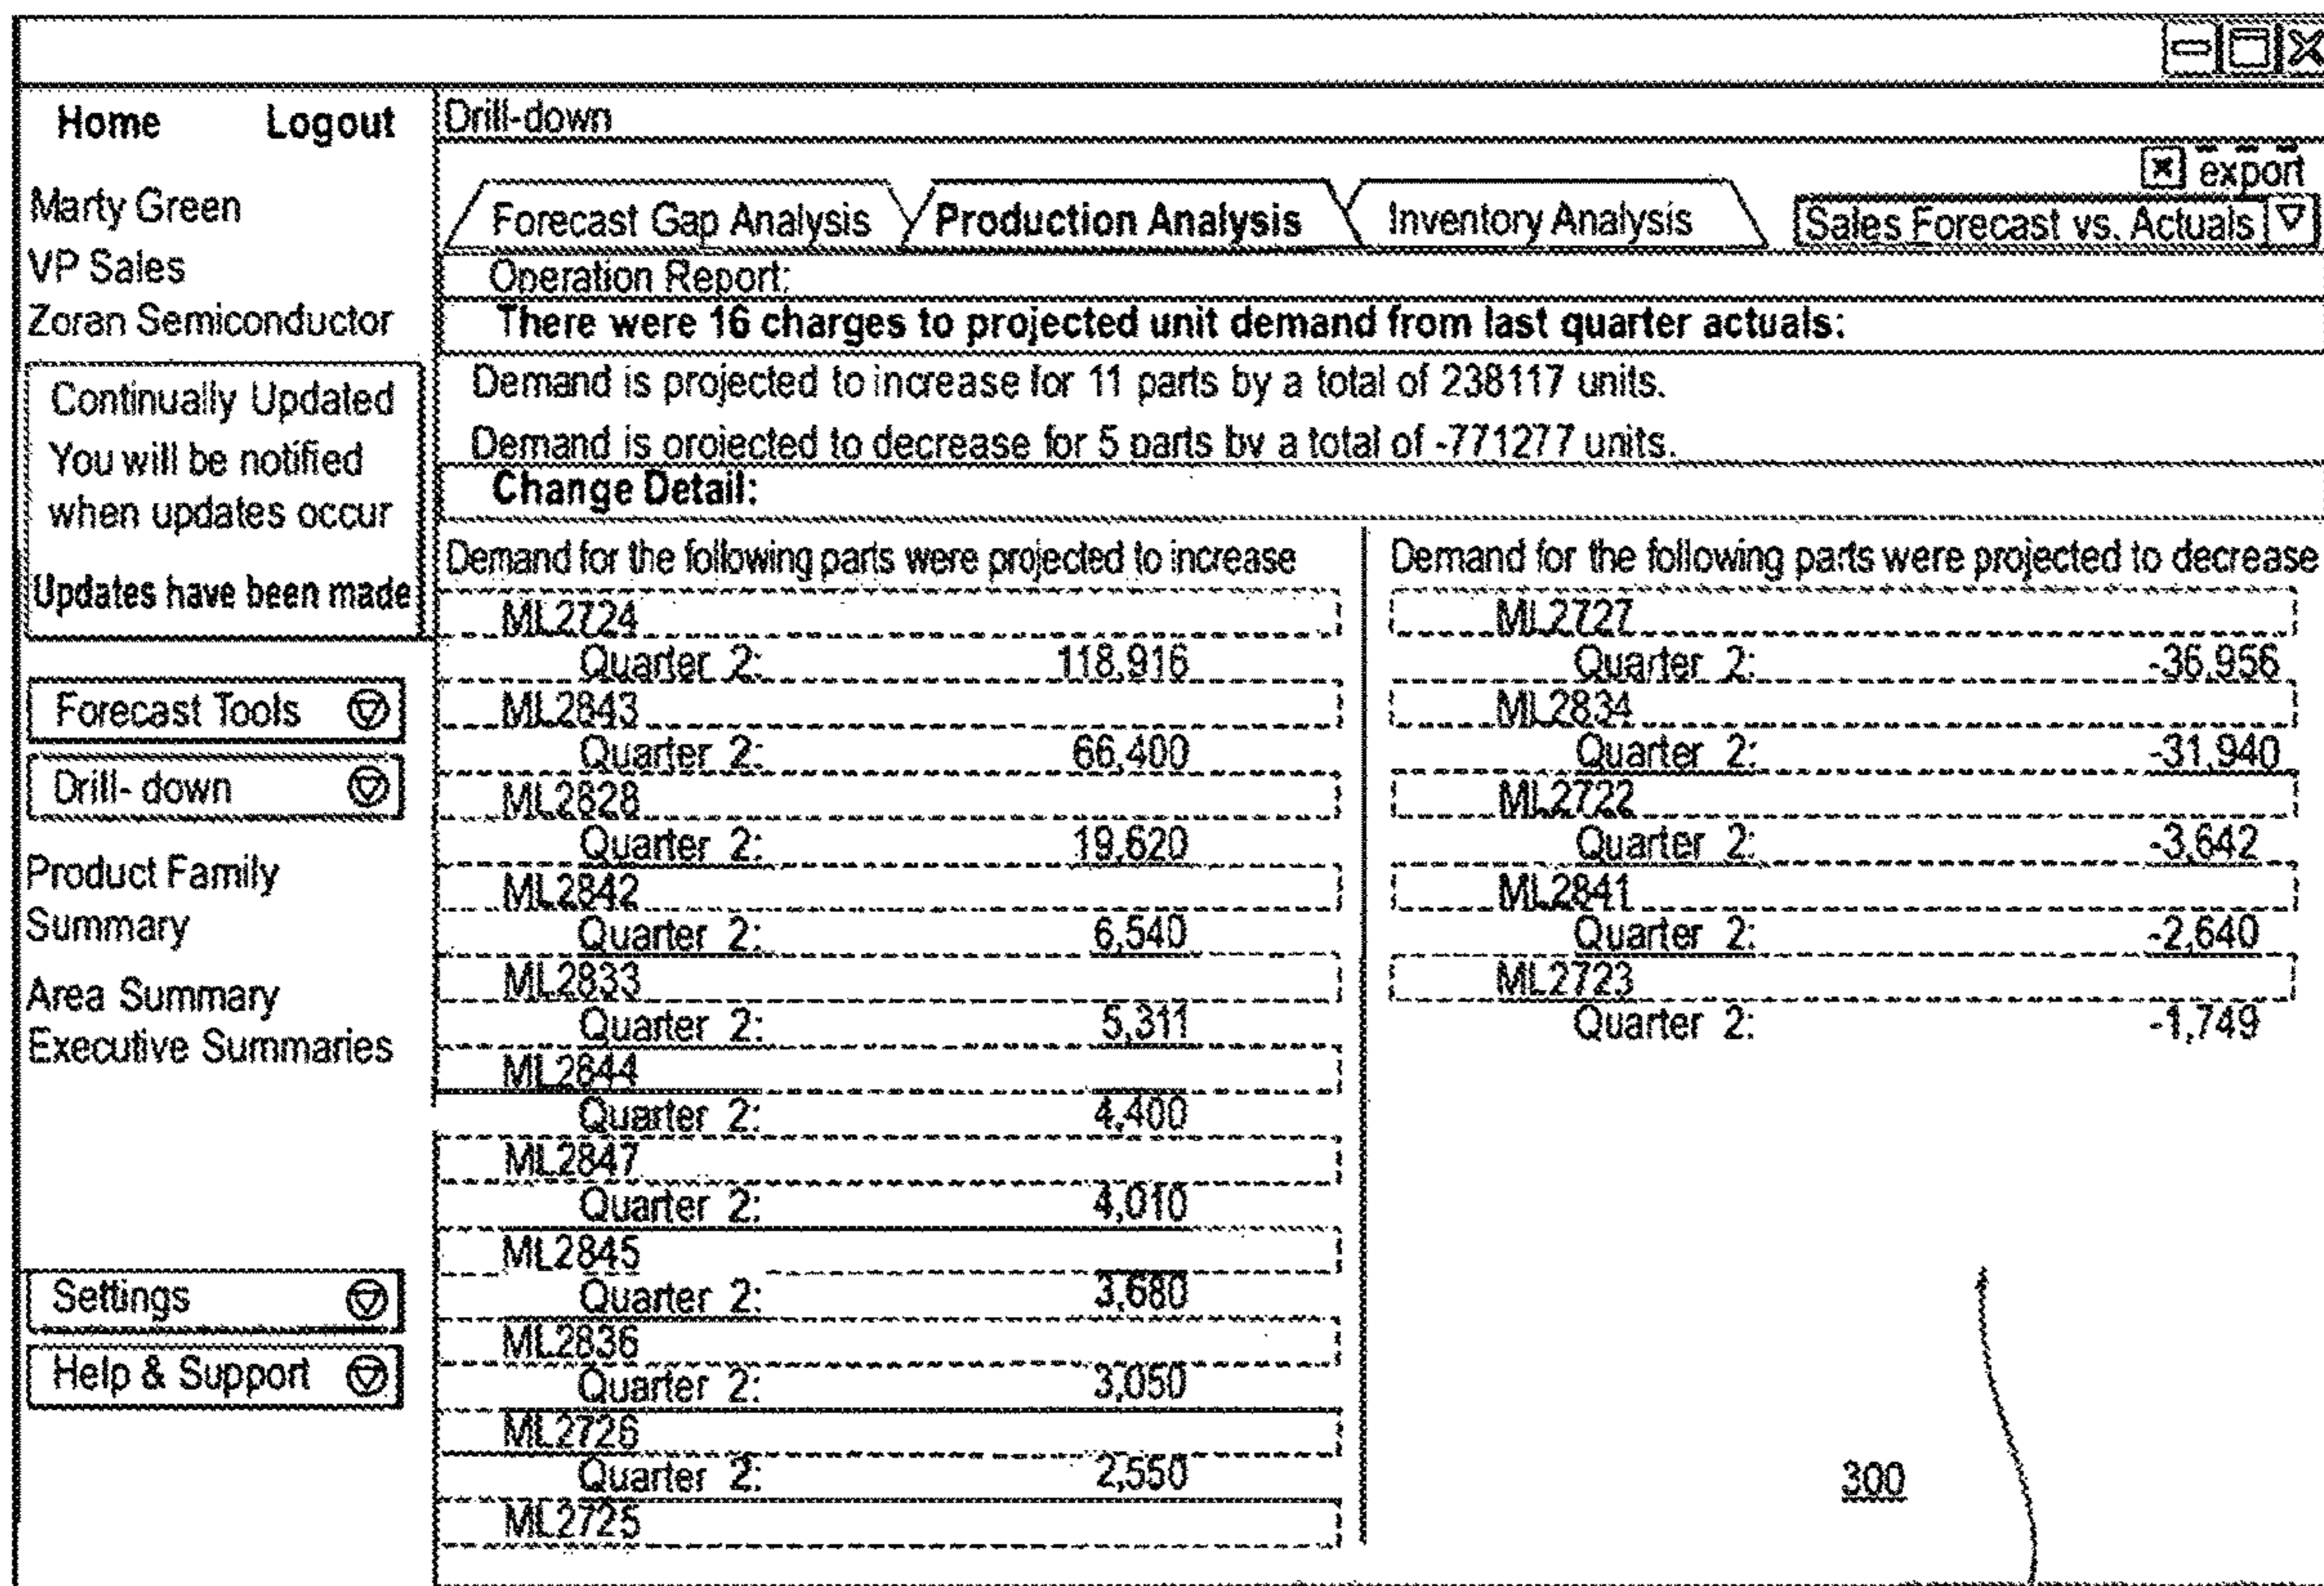 Home Logout
Marty Green
VP Sales
Zoran Semiconductor
Continually Updated
You will be notified
when updates occur
Updates have been made
Forecast Tools
Drill- down
Product Family
Summary
Area Summary
Executive Summaries
Settings
Help & Support
Drill-down
export
Forecast Gap Analysis Production Analysis Inventory Analysis Sales Forecast vs. Actuals
Operation Report:
There were 16 charges to projected unit demand from last quarter actuals:
Demand is projected to increase for 11 parts by a total of 238117 units.
Demand is projected to decrease for 5 parts by a total of -771277 units.
Change Detail:
Demand for the following parts were projected to increase
ML2724
Quarter 2: 118,916
ML2843
Quarter 2: 66,400
ML2828
Quarter 2: 19,620
ML2842
Quarter 2: 6,540
ML2833
Quarter 2: 5,311
ML2844
Quarter 2: 4,400
ML2847
Quarter 2: 4,010
ML2845
Quarter 2: 3,680
ML2836
Quarter 2: 3,050
ML2726
Quarter 2: 2,550
ML2725
Demand for the following parts were projected to decrease
ML2727
Quarter 2: -36,956
ML2834
Quarter 2: -31,940
ML2722
Quarter 2: -3,642
ML2841
Quarter 2: -2,640
ML2723
Quarter 2: -1,749
300